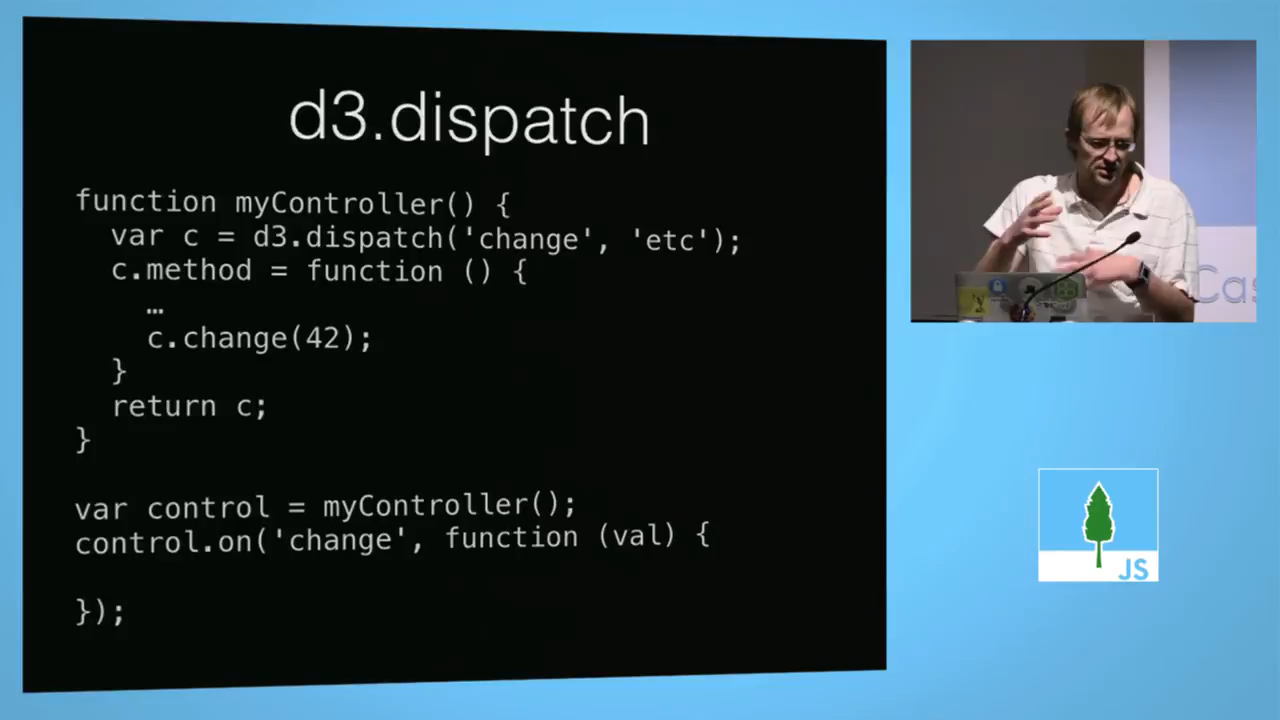 d3.dispatch
function myController() {
  var c = d3.dispatch('change', 'etc');
  c.method = function () {
    …
    c.change(42);
  }
  return c;
}
var control = myController();
control.on('change', function (val) {
});
Cas
JS